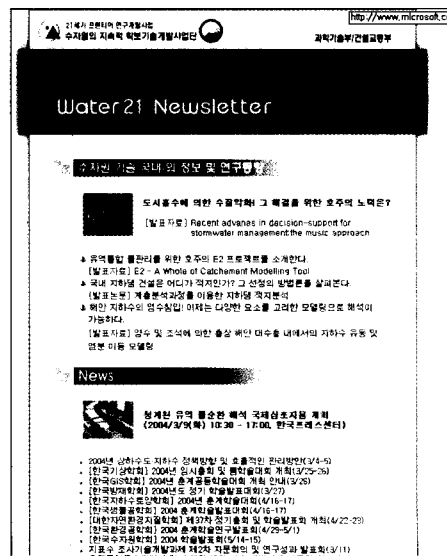 http://www.microsoft.c
21세기 프론티어 연구개발사업
수자원의 지속적 확보기술개발사업단
과학기술부/건설교통부
Water21 Newsletter
수자원 기술 국내·외 정보 및 연구동향
도시홍수에 의한 수질악화! 그 해결을 위한 호주의 노력은?
[발표자료] Recent advances in decision-support for
stormwater management:the music approach
유역통합 물관리를 위한 호주의 E2 프로젝트를 소개한다.
[발표자료] E2 - A Whole of Catchement Modelling Tool
국내 지하댐 건설은 어디가 적지인가? 그 선정의 방법론을 살펴본다.
[발표논문] 계층분석과정을 이용한 지하댐 적지분석
해안 지하수의 염수침입! 이제는 다양한 요소를 고려한 모델링으로 해석이
가능하다.
[발표자료] 양수 및 조석에 의한 홍상 해안 대수층 내에서의 지하수 유동 및
염분 이동 모델링
News
청계천 유역 물순환 해석 국제심포지움 개최
(2004/3/9(화) 10:30 - 17:00, 한국프레스센터)
2004년 상하수도·지하수 정책방향 및 효율적인 관리방안(3/4-5)
[한국기상학회] 2004년 임시총회 및 봄학술대회 개최(3/25-26)
[한국GIS학회] 2004년 춘계공동학술대회 개최 안내(3/26)
[한국방재학회] 2004년도 정기 학술발표대회(3/27)
[한국지하수토양학회] 2004년 춘계 학술대회(4/16-17)
[한국생물공학회] 2004 춘계학술발표대회(4/16-17)
[대한자연환경지질학회] 제37차 정기총회 및 학술발표회 개최(4/22-23)
[한국환경공학회] 2004 춘계학술연구발표회(4/29-5/1)
[한국수자원학회] 2004 학술발표회(5/14-15)
지표수 조사기술개발과제 제2차 자문회의 및 연구성과 발표회(3/11)